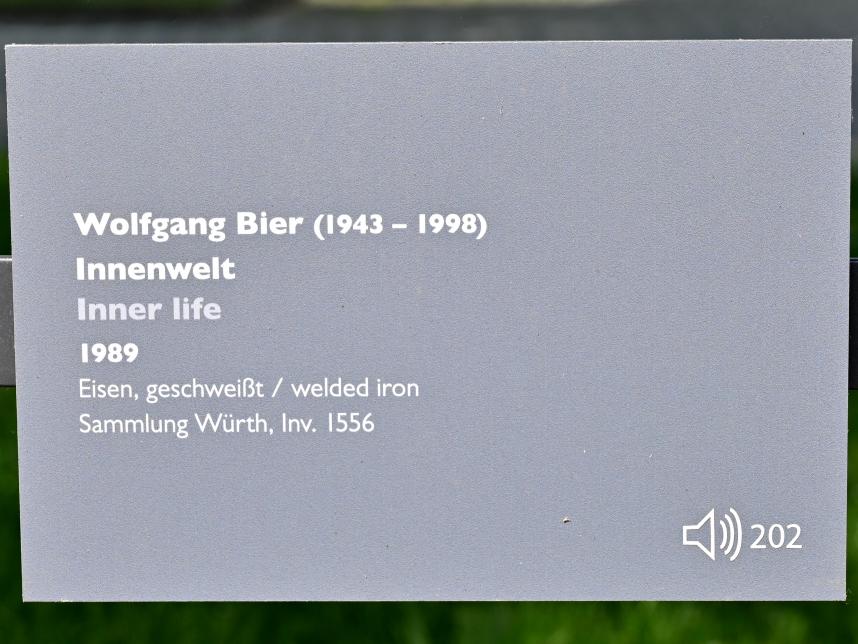 Wolfgang Bier (1943 – 1998)
Innenwelt
Inner life
1989
Eisen, geschweißt / welded iron
Sammlung Würth, Inv. 1556
202